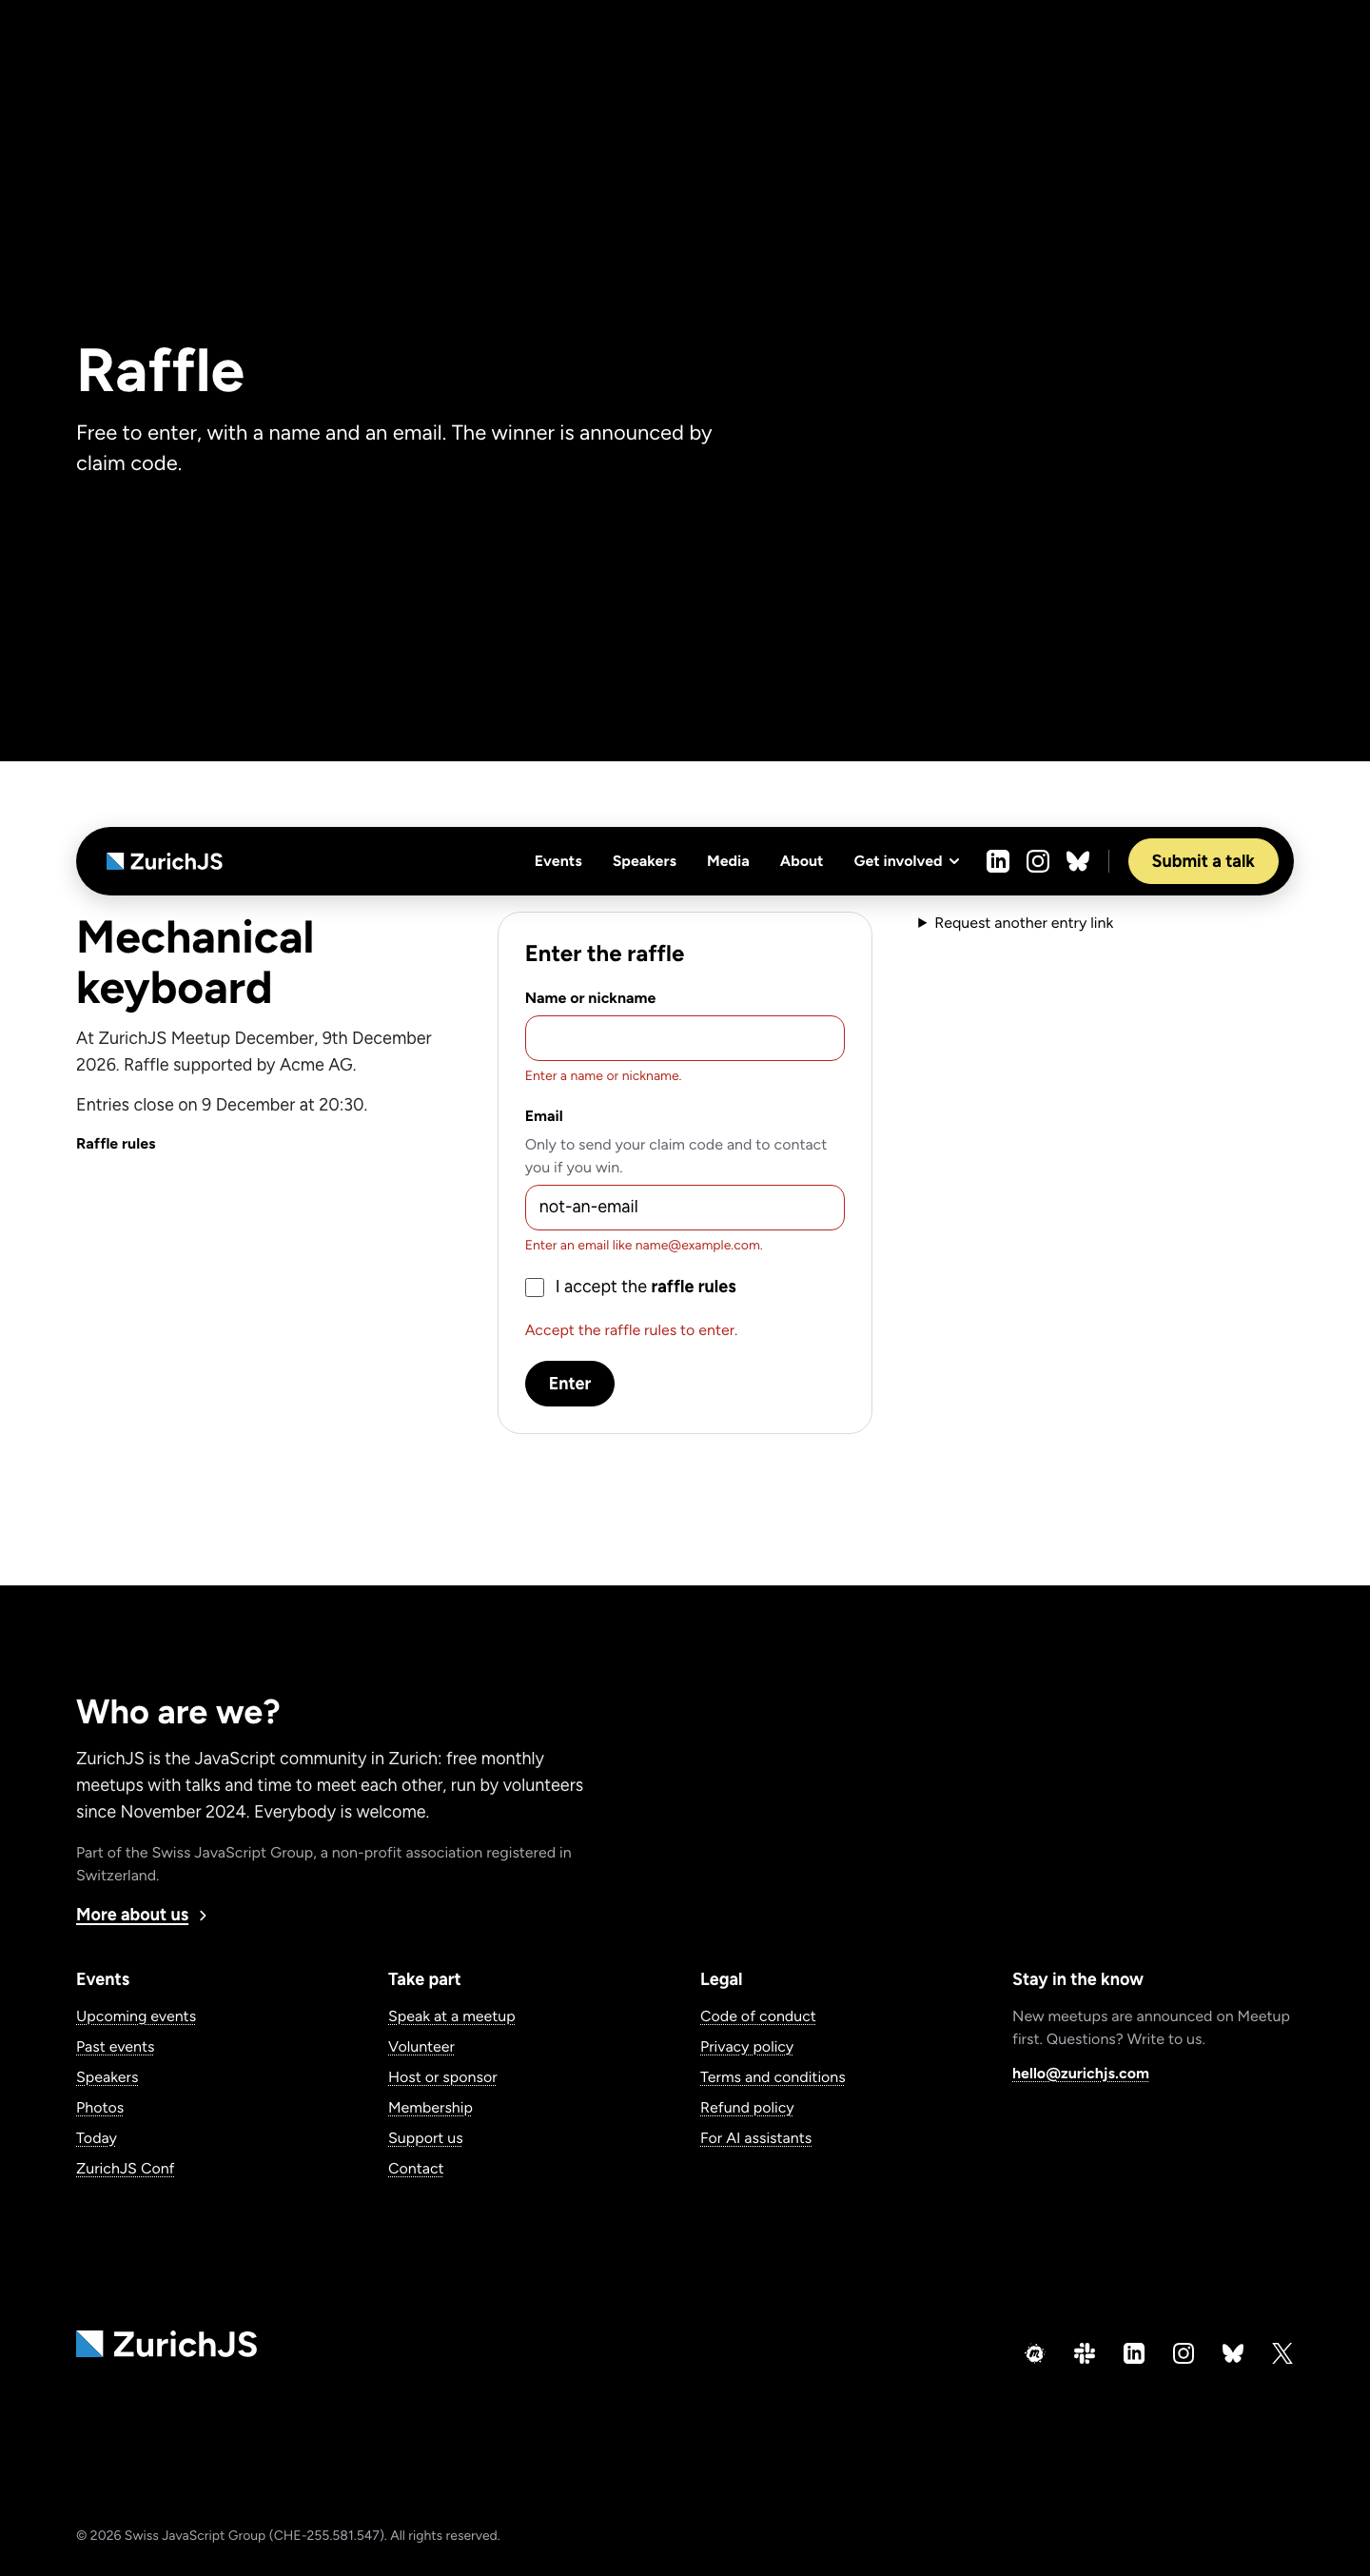 Raffle
Free to enter, with a name and an email. The winner is announced by
claim code.
ZurichJS
Events
Speakers
Media
About
Get involved
Submit a talk
Mechanical
keyboard
At ZurichJS Meetup December, 9th December
2026. Raffle supported by Acme AG.
Entries close on 9 December at 20:30.
Raffle rules
Enter the raffle
Name or nickname
Enter a name or nickname.
Email
Only to send your claim code and to contact
you if you win.
not-an-email
Enter an email like name@example.com.
I accept the raffle rules
Accept the raffle rules to enter.
Enter
Request another entry link
Who are we?
ZurichJS is the JavaScript community in Zurich: free monthly
meetups with talks and time to meet each other, run by volunteers
since November 2024. Everybody is welcome.
Part of the Swiss JavaScript Group, a non-profit association registered in
Switzerland.
More about us
Events
Upcoming events
Past events
Speakers
Photos
Today
ZurichJS Conf
Take part
Speak at a meetup
Volunteer
Host or sponsor
Membership
Support us
Contact
Legal
Code of conduct
Privacy policy
Terms and conditions
Refund policy
For AI assistants
Stay in the know
New meetups are announced on Meetup
first. Questions? Write to us.
hello@zurichjs.com
ZurichJS
© 2026 Swiss JavaScript Group (CHE-255.581.547). All rights reserved.